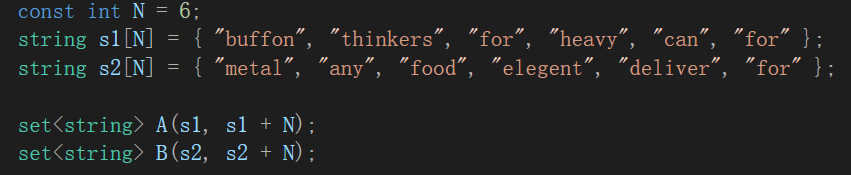 const int N = 6;
string s1[N] = { "buffon", "thinkers", "for", "heavy", "can", "for" };
string s2[N] = { "metal", "any", "food", "elegent", "deliver", "for" };
set<string> A(s1, s1 + N);
set<string> B(s2, s2 + N);